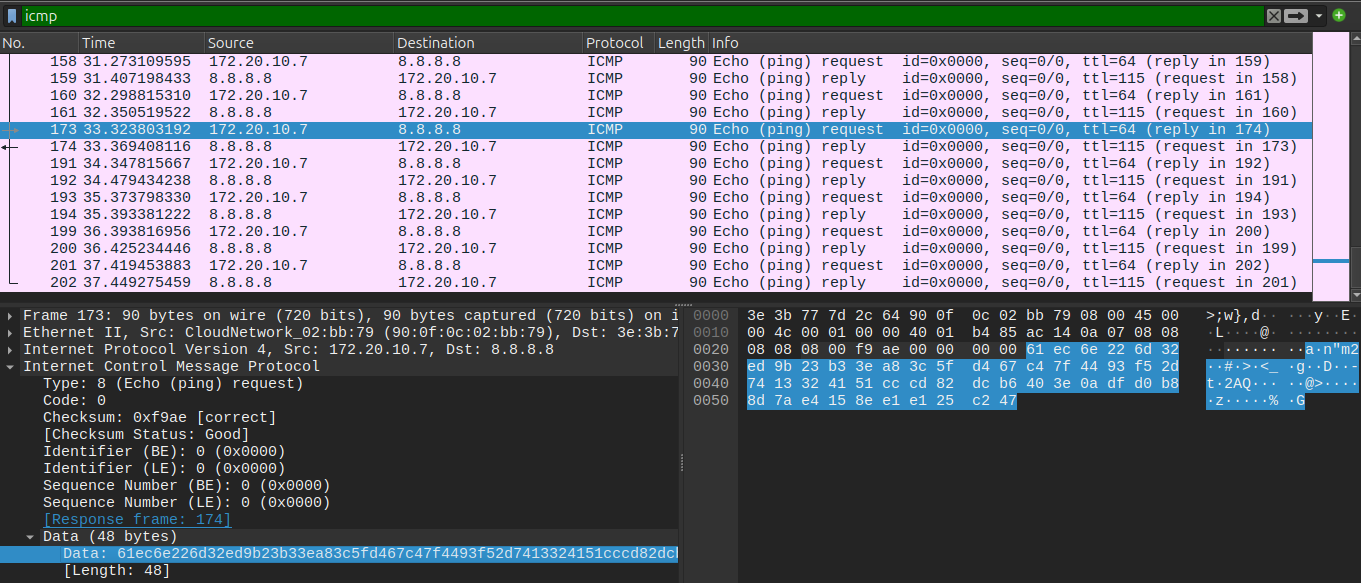 icmp
No. Time Source Destination Protocol Length Info
158 31.273109595 172.20.10.7 8.8.8.8 ICMP 90 Echo (ping) request id=0x0000, seq=0/0, ttl=64 (reply in 159)
159 31.407198433 8.8.8.8 172.20.10.7 ICMP 90 Echo (ping) reply id=0x0000, seq=0/0, ttl=115 (request in 158)
160 32.298815310 172.20.10.7 8.8.8.8 ICMP 90 Echo (ping) request id=0x0000, seq=0/0, ttl=64 (reply in 161)
161 32.350519522 8.8.8.8 172.20.10.7 ICMP 90 Echo (ping) reply id=0x0000, seq=0/0, ttl=115 (request in 160)
173 33.323803192 172.20.10.7 8.8.8.8 ICMP 90 Echo (ping) request id=0x0000, seq=0/0, ttl=64 (reply in 174)
174 33.369408116 8.8.8.8 172.20.10.7 ICMP 90 Echo (ping) reply id=0x0000, seq=0/0, ttl=115 (request in 173)
191 34.347815667 172.20.10.7 8.8.8.8 ICMP 90 Echo (ping) request id=0x0000, seq=0/0, ttl=64 (reply in 192)
192 34.479434238 8.8.8.8 172.20.10.7 ICMP 90 Echo (ping) reply id=0x0000, seq=0/0, ttl=115 (request in 191)
193 35.373798330 172.20.10.7 8.8.8.8 ICMP 90 Echo (ping) request id=0x0000, seq=0/0, ttl=64 (reply in 194)
194 35.393381222 8.8.8.8 172.20.10.7 ICMP 90 Echo (ping) reply id=0x0000, seq=0/0, ttl=115 (request in 193)
199 36.393816956 172.20.10.7 8.8.8.8 ICMP 90 Echo (ping) request id=0x0000, seq=0/0, ttl=64 (reply in 200)
200 36.425234446 8.8.8.8 172.20.10.7 ICMP 90 Echo (ping) reply id=0x0000, seq=0/0, ttl=115 (request in 199)
201 37.419453883 172.20.10.7 8.8.8.8 ICMP 90 Echo (ping) request id=0x0000, seq=0/0, ttl=64 (reply in 202)
202 37.449275459 8.8.8.8 172.20.10.7 ICMP 90 Echo (ping) reply id=0x0000, seq=0/0, ttl=115 (request in 201)
Frame 173: 90 bytes on wire (720 bits), 90 bytes captured (720 bits) on i
Ethernet II, Src: CloudNetwork_02:bb:79 (90:0f:0c:02:bb:79), Dst: 3e:3b:7
Internet Protocol Version 4, Src: 172.20.10.7, Dst: 8.8.8.8
Internet Control Message Protocol
Type: 8 (Echo (ping) request)
Code: 0
Checksum: 0xf9ae [correct]
[Checksum Status: Good]
Identifier (BE): 0 (0x0000)
Identifier (LE): 0 (0x0000)
Sequence Number (BE): 0 (0x0000)
Sequence Number (LE): 0 (0x0000)
[Response frame: 174]
Data (48 bytes)
Data: 61ec6e226d32ed9b23b33ea83c5fd467c47f4493f52d7413324151cccd82dcb
[Length: 48]
0000 3e 3b 77 7d 2c 64 90 0f 0c 02 bb 79 08 00 45 00 >;w},d·· ···y··E·
0010 00 4c 00 01 00 00 40 01 b4 85 ac 14 0a 07 08 08 ·L····@· ········
0020 08 08 08 00 f9 ae 00 00 00 00 61 ec 6e 22 6d 32 ········ ··a·n"m2
0030 ed 9b 23 b3 3e a8 3c 5f d4 67 c4 7f 44 93 f5 2d ··#·>·<_ ·g··D··-
0040 74 13 32 41 51 cc cd 82 dc b6 40 3e 0a df d0 b8 t·2AQ··· ··@>····
0050 8d 7a e4 15 8e e1 e1 25 c2 47 ·z·····% ·G